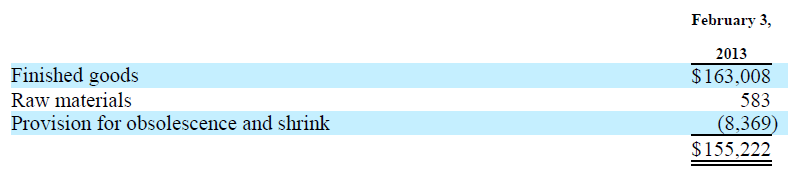 February 3,
2013
Finished goods $163,008
Raw materials 583
Provision for obsolescence and shrink (8,369)
$155,222